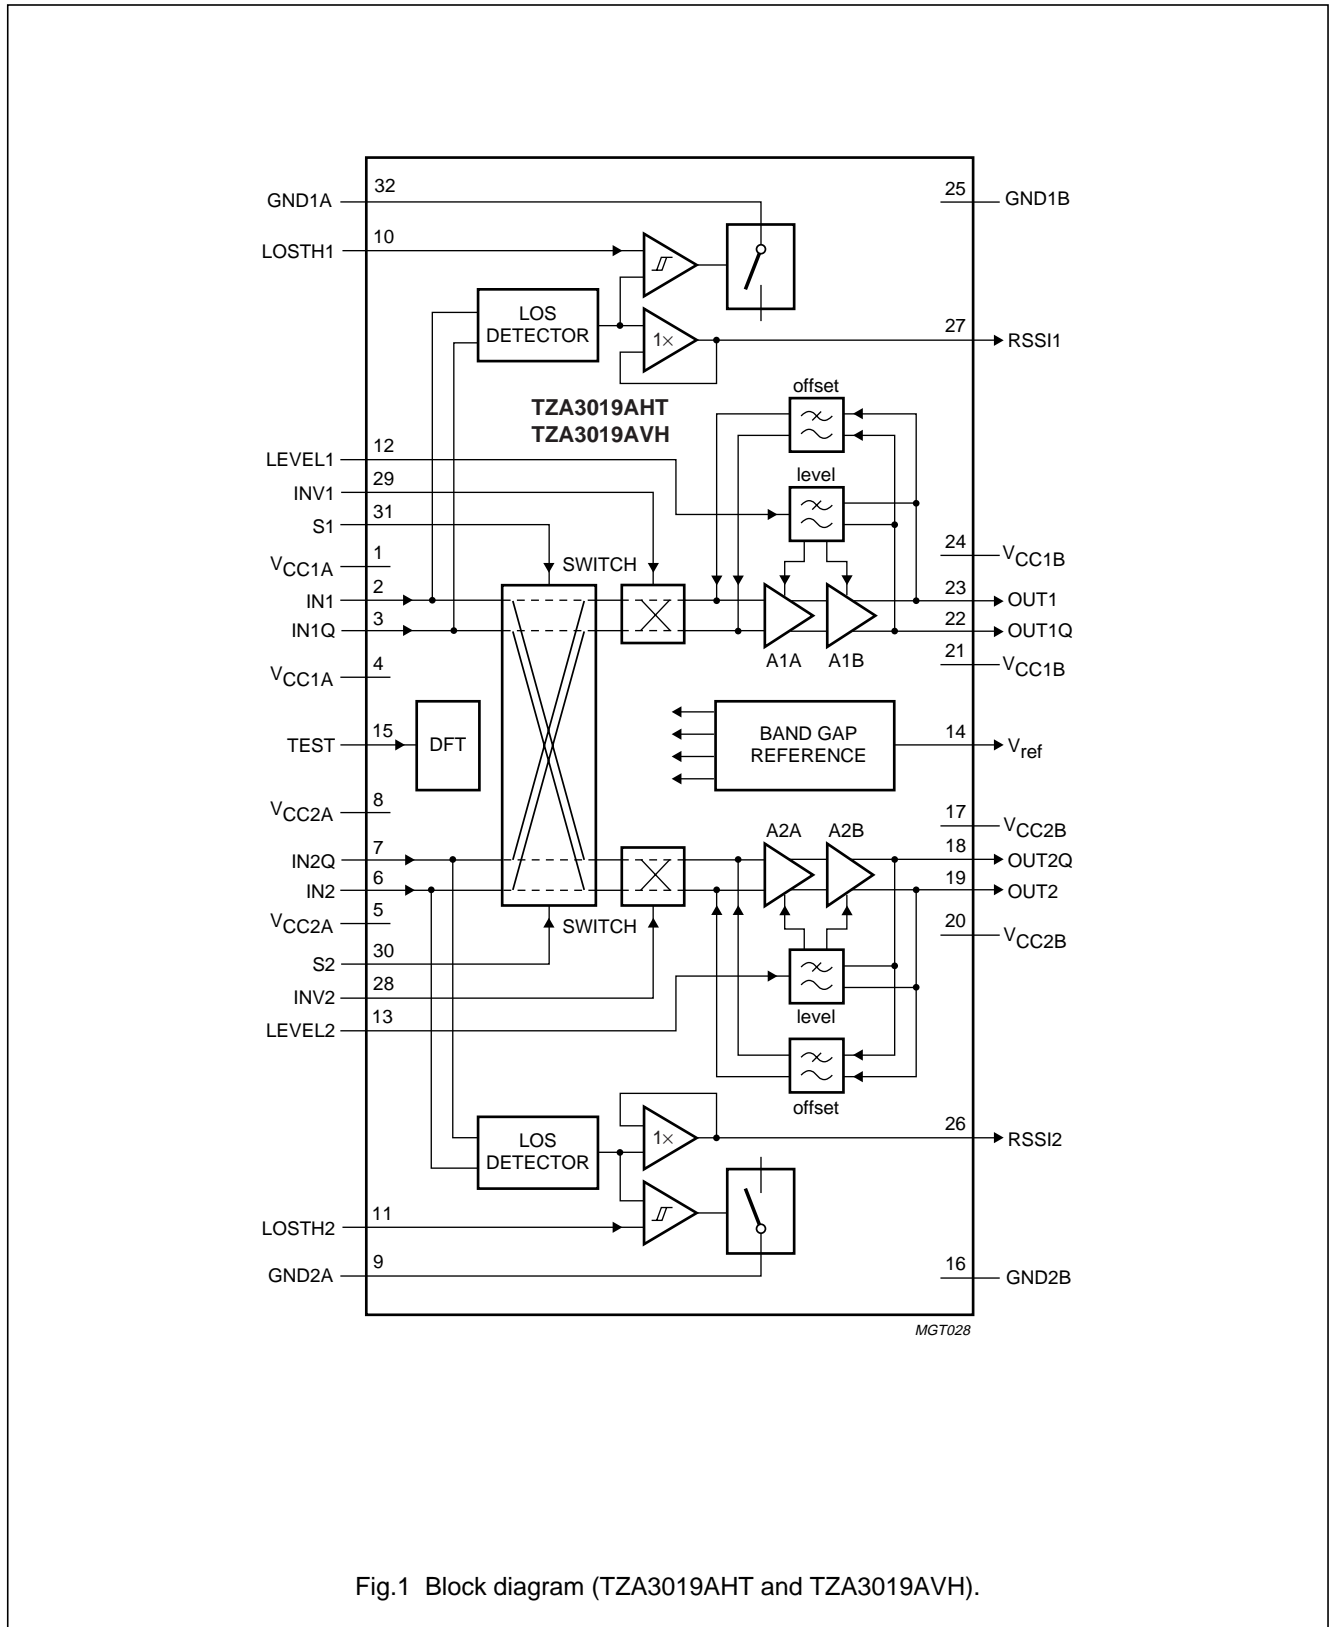 GND1A 32
25 GND1B
LOSTH1 10
LOS
DETECTOR
1×
27 RSSI1
offset
TZA3019AHT
TZA3019AVH
LEVEL1 12
level
INV1 29
S1 31
SWITCH
24 VCC1B
VCC1A 1
IN1 2
23 OUT1
IN1Q 3
22 OUT1Q
A1A A1B
VCC1A 4
21 VCC1B
TEST 15
DFT
BAND GAP
REFERENCE
14 Vref
VCC2A 8
17 VCC2B
A2A A2B
IN2Q 7
18 OUT2Q
IN2 6
19 OUT2
VCC2A 5
SWITCH
20 VCC2B
S2 30
INV2 28
level
LEVEL2 13
offset
LOS
DETECTOR
1×
26 RSSI2
LOSTH2 11
GND2A 9
16 GND2B
MGT028
Fig.1 Block diagram (TZA3019AHT and TZA3019AVH).